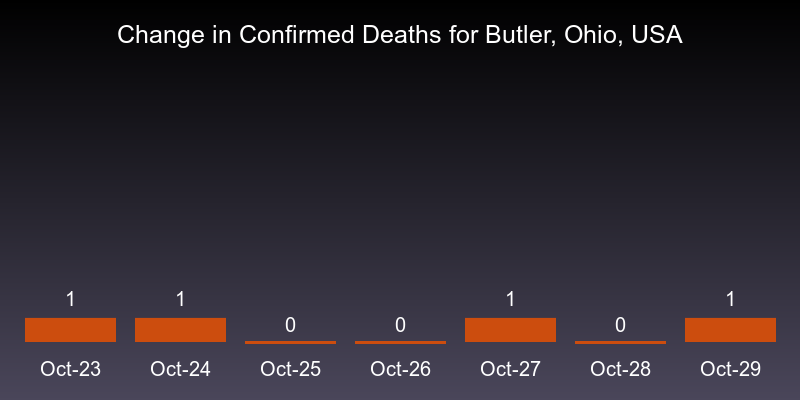 Change in Confirmed Deaths for Butler, Ohio, USA
1 1 0 0 1 0 1
Oct-23 Oct-24 Oct-25 Oct-26 Oct-27 Oct-28 Oct-29